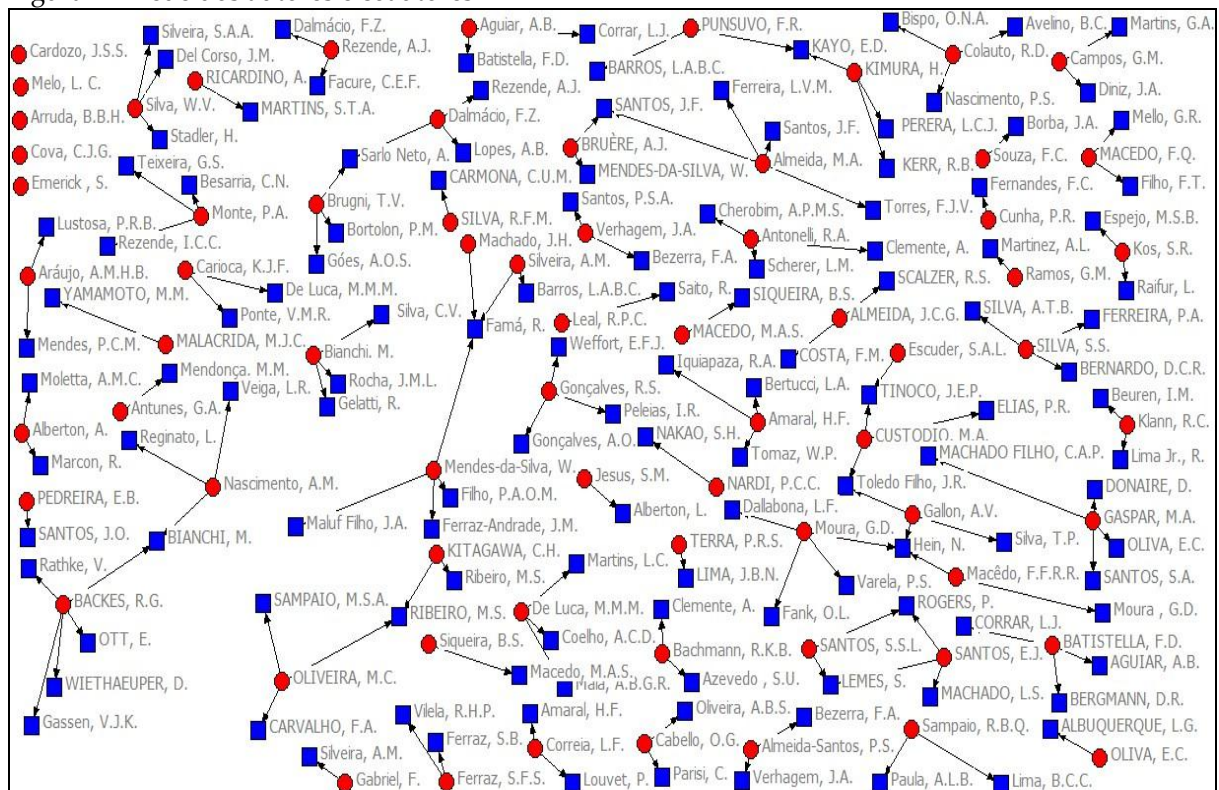 Silveira, S.A.A.
Dalmácio, F.Z.
Aguiar, A.B.
Corrar, L.J.
PUNSUVO, F.R.
Bispo, O.N.A.
Avelino, B.C.
Martins, G.A.
Cardozo, J.S.S.
Del Corso, J.M.
Rezende, A.J.
KAYO, E.D.
Colauto, R.D.
Campos, G.M.
Batistella, F.D.
BARROS, L.A.B.C.
KIMURA, H.
Melo, L. C.
RICARDINO, A.
Facure, C.E.F.
Rezende, A.J.
Ferreira, L.V.M.
Diniz, J.A.
Silva, W.V.
MARTINS, S.T.A.
SANTOS, J.F.
Nascimento, P.S.
Arruda, B.B.H.
Dalmácio, F.Z.
Santos, J.F.
PERERA, L.C.J.
Borba, J.A.
Mello, G.R.
Stadler, H.
Cova, C.J.G.
Teixeira, G.S.
Sarlo Neto, A.
Lopes, A.B.
BRUÈRE, A.J.
Almeida, M.A.
KERR, R.B.
Souza, F.C.
MACEDO, F.Q.
Emerick , S.
Besarria, C.N.
CARMONA, C.U.M.
MENDES-DA-SILVA, W.
Fernandes, F.C.
Filho, F.T.
Brugni, T.V.
Santos, P.S.A.
Torres, F.J.V.
Lustosa, P.R.B.
Monte, P.A.
SILVA, R.F.M.
Cherobim, A.P.M.S.
Cunha, P.R.
Espejo, M.S.B.
Rezende, I.C.C.
Bortolon, P.M.
Machado, J.H.
Verhagem, J.A.
Antonelli, R.A.
Clemente, A.
Martinez, A.L.
Kos, S.R.
Aráujo, A.M.H.B.
Carioca, K.J.F.
Góes, A.O.S.
Silveira, A.M.
Bezerra, F.A.
Scherer, L.M.
SCALZER, R.S.
Ramos, G.M.
Raifur, L.
YAMAMOTO, M.M.
De Luca, M.M.M.
Barros, L.A.B.C.
Saito, R.
SIQUEIRA, B.S.
Silva, C.V.
Ponte, V.M.R.
Famá, R.
Leal, R.P.C.
MACEDO, M.A.S.
ALMEIDA, J.C.G.
SILVA, A.T.B.
FERREIRA, P.A.
Mendes, P.C.M.
MALACRIDA, M.J.C.
Bianchi. M.
Weffort, E.F.J.
Iquiapaza, R.A.
COSTA, F.M.
Escuder, S.A.L.
SILVA, S.S.
Moletta, A.M.C.
Mendonça. M.M.
Veiga, L.R.
Rocha, J.M.L.
Gonçalves, R.S.
Bertucci, L.A.
TINOCO, J.E.P.
BERNARDO, D.C.R.
Gelatti, R.
Antunes, G.A.
Peleias, I.R.
Amaral, H.F.
ELIAS, P.R.
Beuren, I.M.
Alberton, A.
Reginato, L.
Gonçalves, A.O.
NAKAO, S.H.
CUSTODIO, M.A.
Klann, R.C.
Marcon, R.
Mendes-da-Silva, W.
Tomaz, W.P.
MACHADO FILHO, C.A.P.
Lima Jr., R.
Nascimento, A.M.
Jesus, S.M.
NARDI, P.C.C.
Toledo Filho, J.R.
DONAIRE, D.
PEDREIRA, E.B.
Filho, P.A.O.M.
Dallabona, L.F.
SANTOS, J.O.
BIANCHI, M.
Maluf Filho, J.A.
Ferraz-Andrade, J.M.
Alberton, L.
Moura, G.D.
Gallon, A.V.
GASPAR, M.A.
Rathke, V.
KITAGAWA, C.H.
TERRA, P.R.S.
Hein, N.
Silva, T.P.
OLIVA, E.C.
Martins, L.C.
LIMA, J.B.N.
Varela, P.S.
Macêdo, F.F.R.R.
SANTOS, S.A.
Ribeiro, M.S.
BACKES, R.G.
SAMPAIO, M.S.A.
RIBEIRO, M.S.
De Luca, M.M.M.
Clemente, A.
Fank, O.L.
ROGERS, P.
Moura , G.D.
CORRAR, L.J.
OTT, E.
Siqueira, B.S.
Coelho, A.C.D.
Bachmann, R.K.B.
SANTOS, S.S.L.
SANTOS, E.J.
BATISTELLA, F.D.
WIETHAEUPER, D.
OLIVEIRA, M.C.
Macedo, M.A.S.
Maia, A.B.G.R.
Azevedo , S.U.
LEMES, S.
AGUIAR, A.B.
MACHADO, L.S.
BERGMANN, D.R.
Gassen, V.J.K.
CARVALHO, F.A.
Vilela, R.H.P.
Amaral, H.F.
Oliveira, A.B.S.
Bezerra, F.A.
Sampaio, R.B.Q.
ALBUQUERQUE, L.G.
Silveira, A.M.
Ferraz, S.B.
Correia, L.F.
Cabello, O.G.
Almeida-Santos, P.S.
OLIVA, E.C.
Gabriel, F.
Ferraz, S.F.S.
Louvet, P.
Parisi, C.
Verhagem, J.A.
Paula, A.L.B.
Lima, B.C.C.